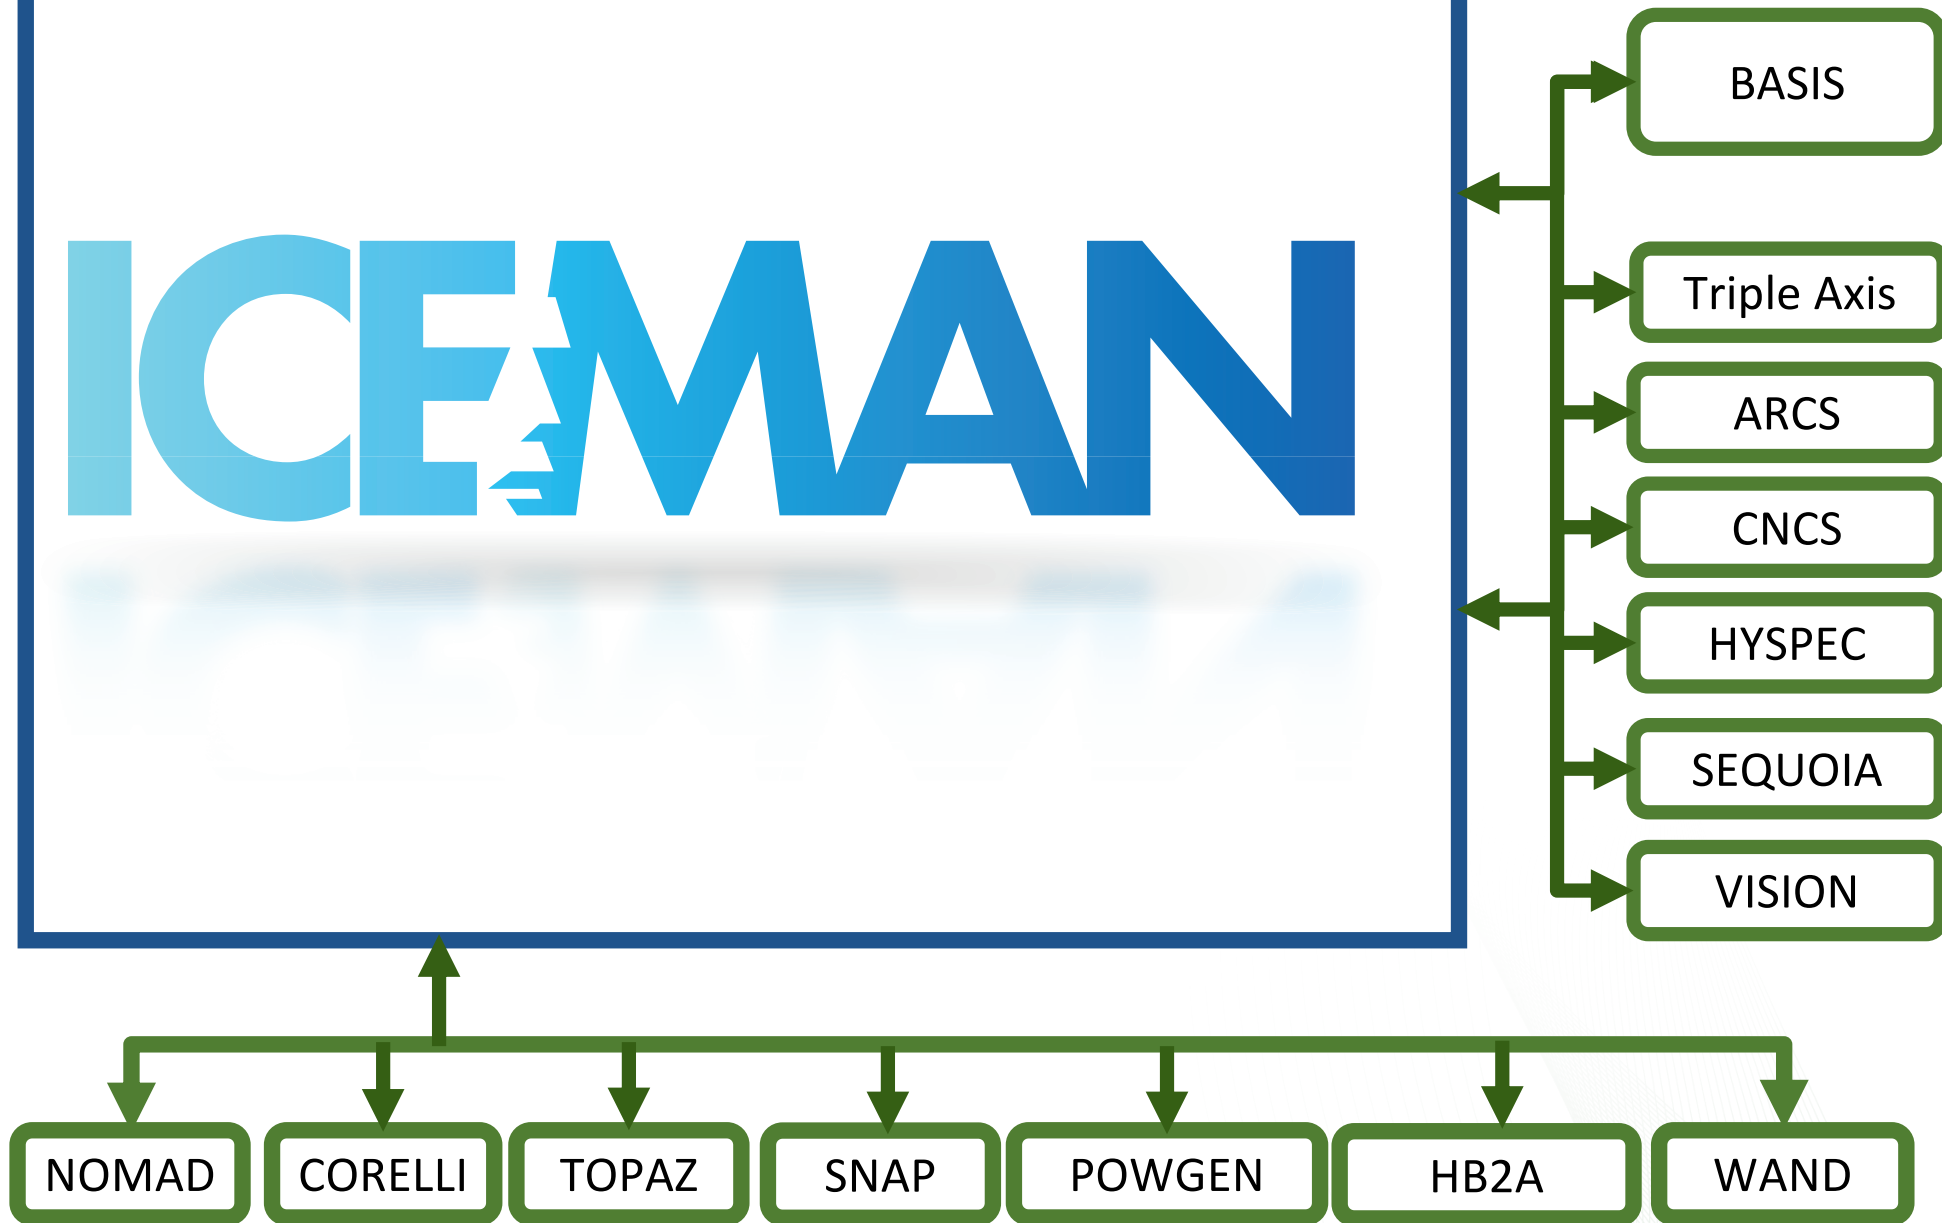 ICEMAN
BASIS
Triple Axis
ARCS
CNCS
HYSPEC
SEQUOIA
VISION
NOMAD
CORELLI
TOPAZ
SNAP
POWGEN
HB2A
WAND